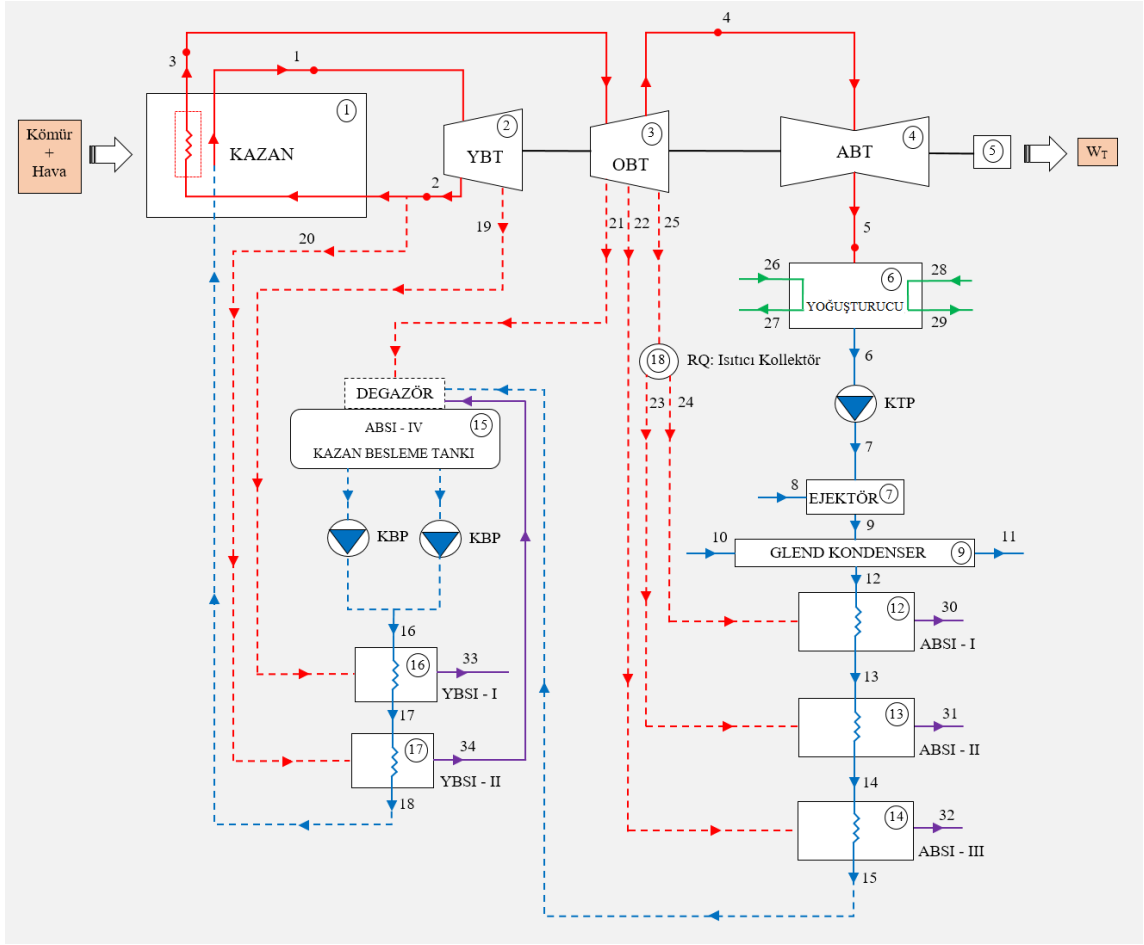 4
3
1
1
2
3
4
5
Kömür
+
Hava
KAZAN
YBT
OBT
ABT
W_T
2
19
21
22
25
5
20
26
6
28
YOĞUŞTURUCU
27
29
6
18
RQ: Isıtıcı Kollektör
DEGAZÖR
23
24
KTP
ABSI - IV
15
KAZAN BESLEME TANKI
7
8
EJEKTÖR
7
KBP
KBP
9
10
GLEND KONDENSER
9
11
12
16
12
30
ABSI - I
16
33
YBSI - I
13
17
13
31
ABSI - II
17
34
YBSI - II
14
18
14
32
ABSI - III
15